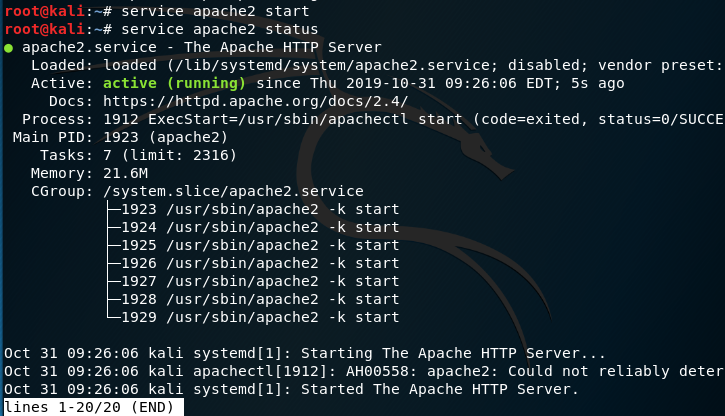 root@kali:~# service apache2 start
root@kali:~# service apache2 status
● apache2.service - The Apache HTTP Server
   Loaded: loaded (/lib/systemd/system/apache2.service; disabled; vendor preset:
   Active: active (running) since Thu 2019-10-31 09:26:06 EDT; 5s ago
     Docs: https://httpd.apache.org/docs/2.4/
  Process: 1912 ExecStart=/usr/sbin/apachectl start (code=exited, status=0/SUCCE
 Main PID: 1923 (apache2)
    Tasks: 7 (limit: 2316)
   Memory: 21.6M
   CGroup: /system.slice/apache2.service
           ├─1923 /usr/sbin/apache2 -k start
           ├─1924 /usr/sbin/apache2 -k start
           ├─1925 /usr/sbin/apache2 -k start
           ├─1926 /usr/sbin/apache2 -k start
           ├─1927 /usr/sbin/apache2 -k start
           ├─1928 /usr/sbin/apache2 -k start
           └─1929 /usr/sbin/apache2 -k start

Oct 31 09:26:06 kali systemd[1]: Starting The Apache HTTP Server...
Oct 31 09:26:06 kali apachectl[1912]: AH00558: apache2: Could not reliably deter
Oct 31 09:26:06 kali systemd[1]: Started The Apache HTTP Server.
lines 1-20/20 (END)